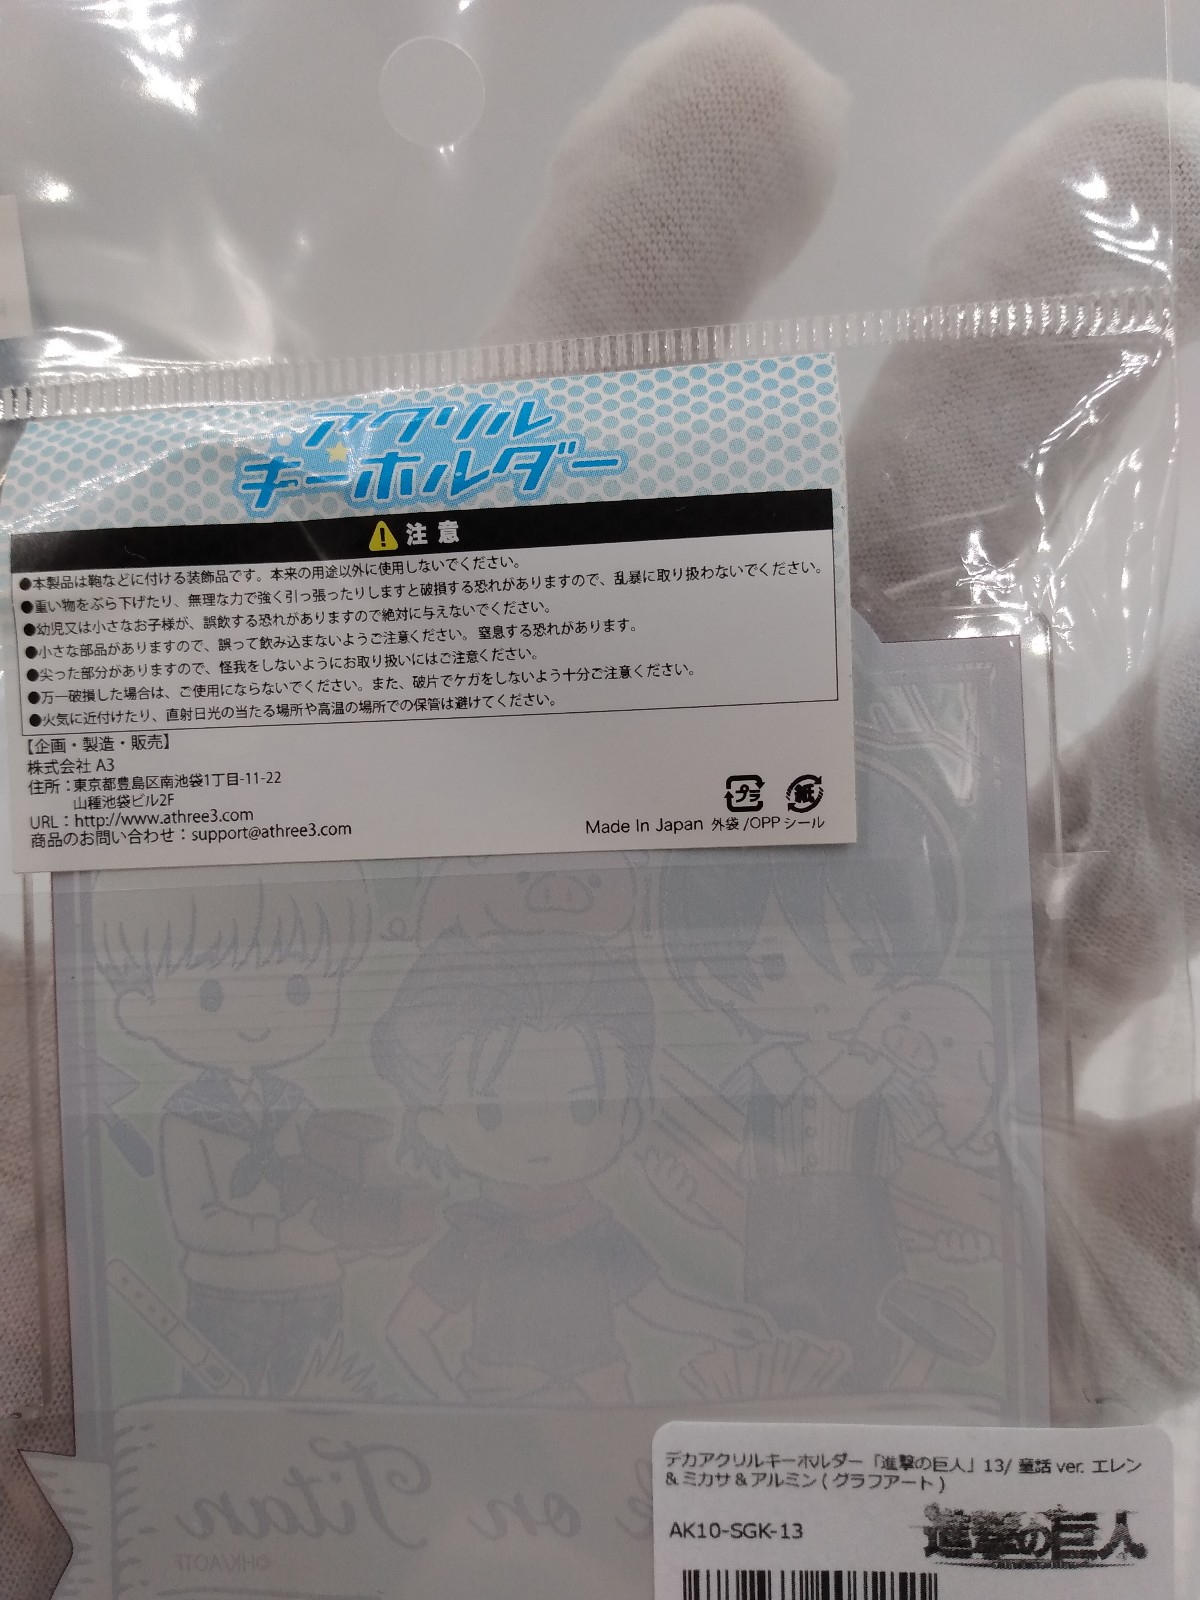 アクリル
キーホルダー
注意
●本製品は鞄などに付ける装飾品です。本来の用途以外に使用しないでください。
●重い物をぶら下げたり、無理な力で強く引っ張ったりしますと破損する恐れがありますので、乱暴に取り扱わないでください。
●幼児又は小さなお子様が、誤飲する恐れがありますので絶対に与えないでください。
●小さな部品がありますので、誤って飲み込まないようご注意ください。窒息する恐れがあります。
●尖った部分がありますので、怪我をしないようにお取り扱いにはご注意ください。
●万一破損した場合は、ご使用にならないでください。また、破片でケガをしないよう十分ご注意ください。
●火気に近付けたり、直射日光の当たる場所や高温の場所での保管は避けてください。
【企画・製造・販売】
株式会社 A3
住所：東京都豊島区南池袋1丁目-11-22
山種池袋ビル2F
URL：http://www.athree3.com
商品のお問い合わせ：support@athree3.com
プラ 紙
Made In Japan 外袋/OPPシール
k on Titan
©HK/AOTF
デカアクリルキーホルダー「進撃の巨人」13/ 童話 ver. エレン
&ミカサ&アルミン(グラフアート)
AK10-SGK-13
進撃の巨人